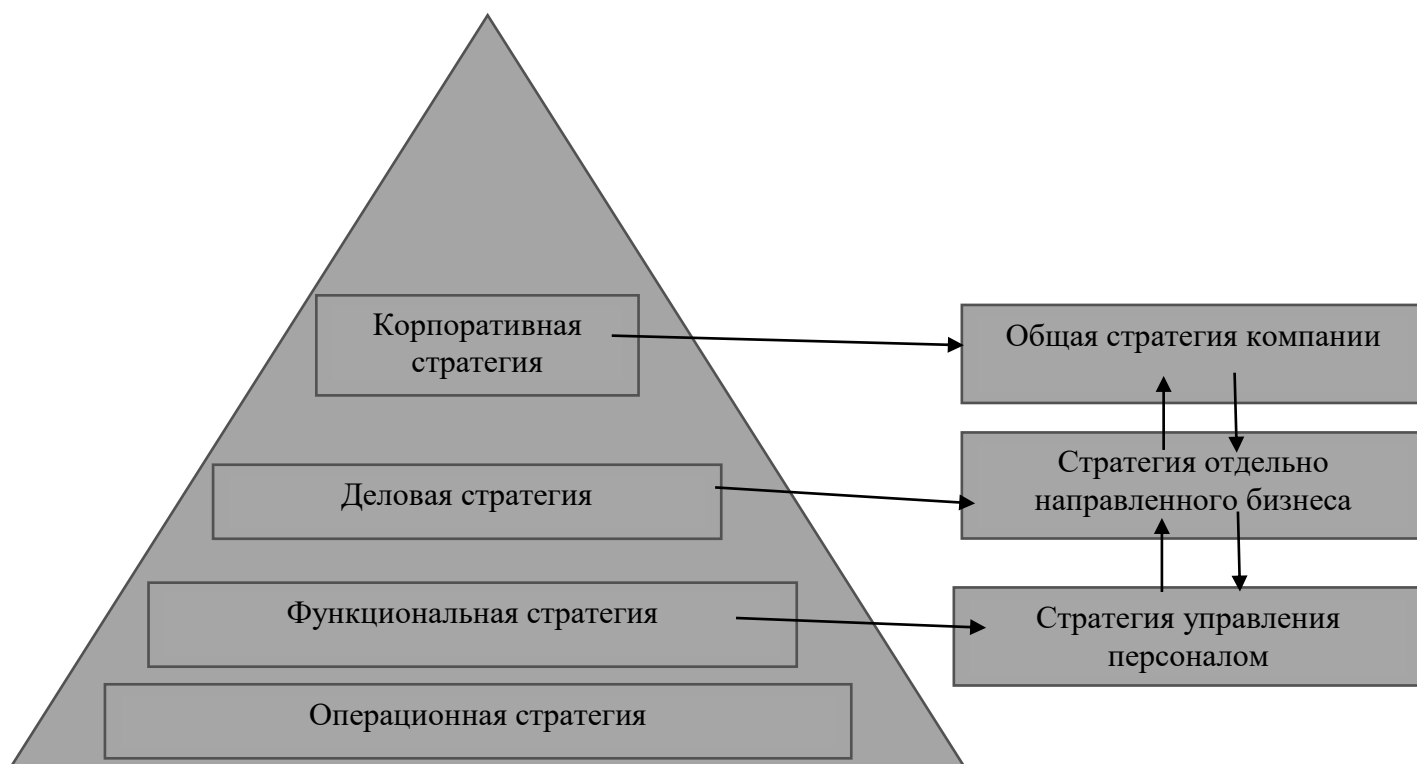 Корпоративная
стратегия
Общая стратегия компании
Деловая стратегия
Стратегия отдельно
направленного бизнеса
Функциональная стратегия
Стратегия управления
персоналом
Операционная стратегия